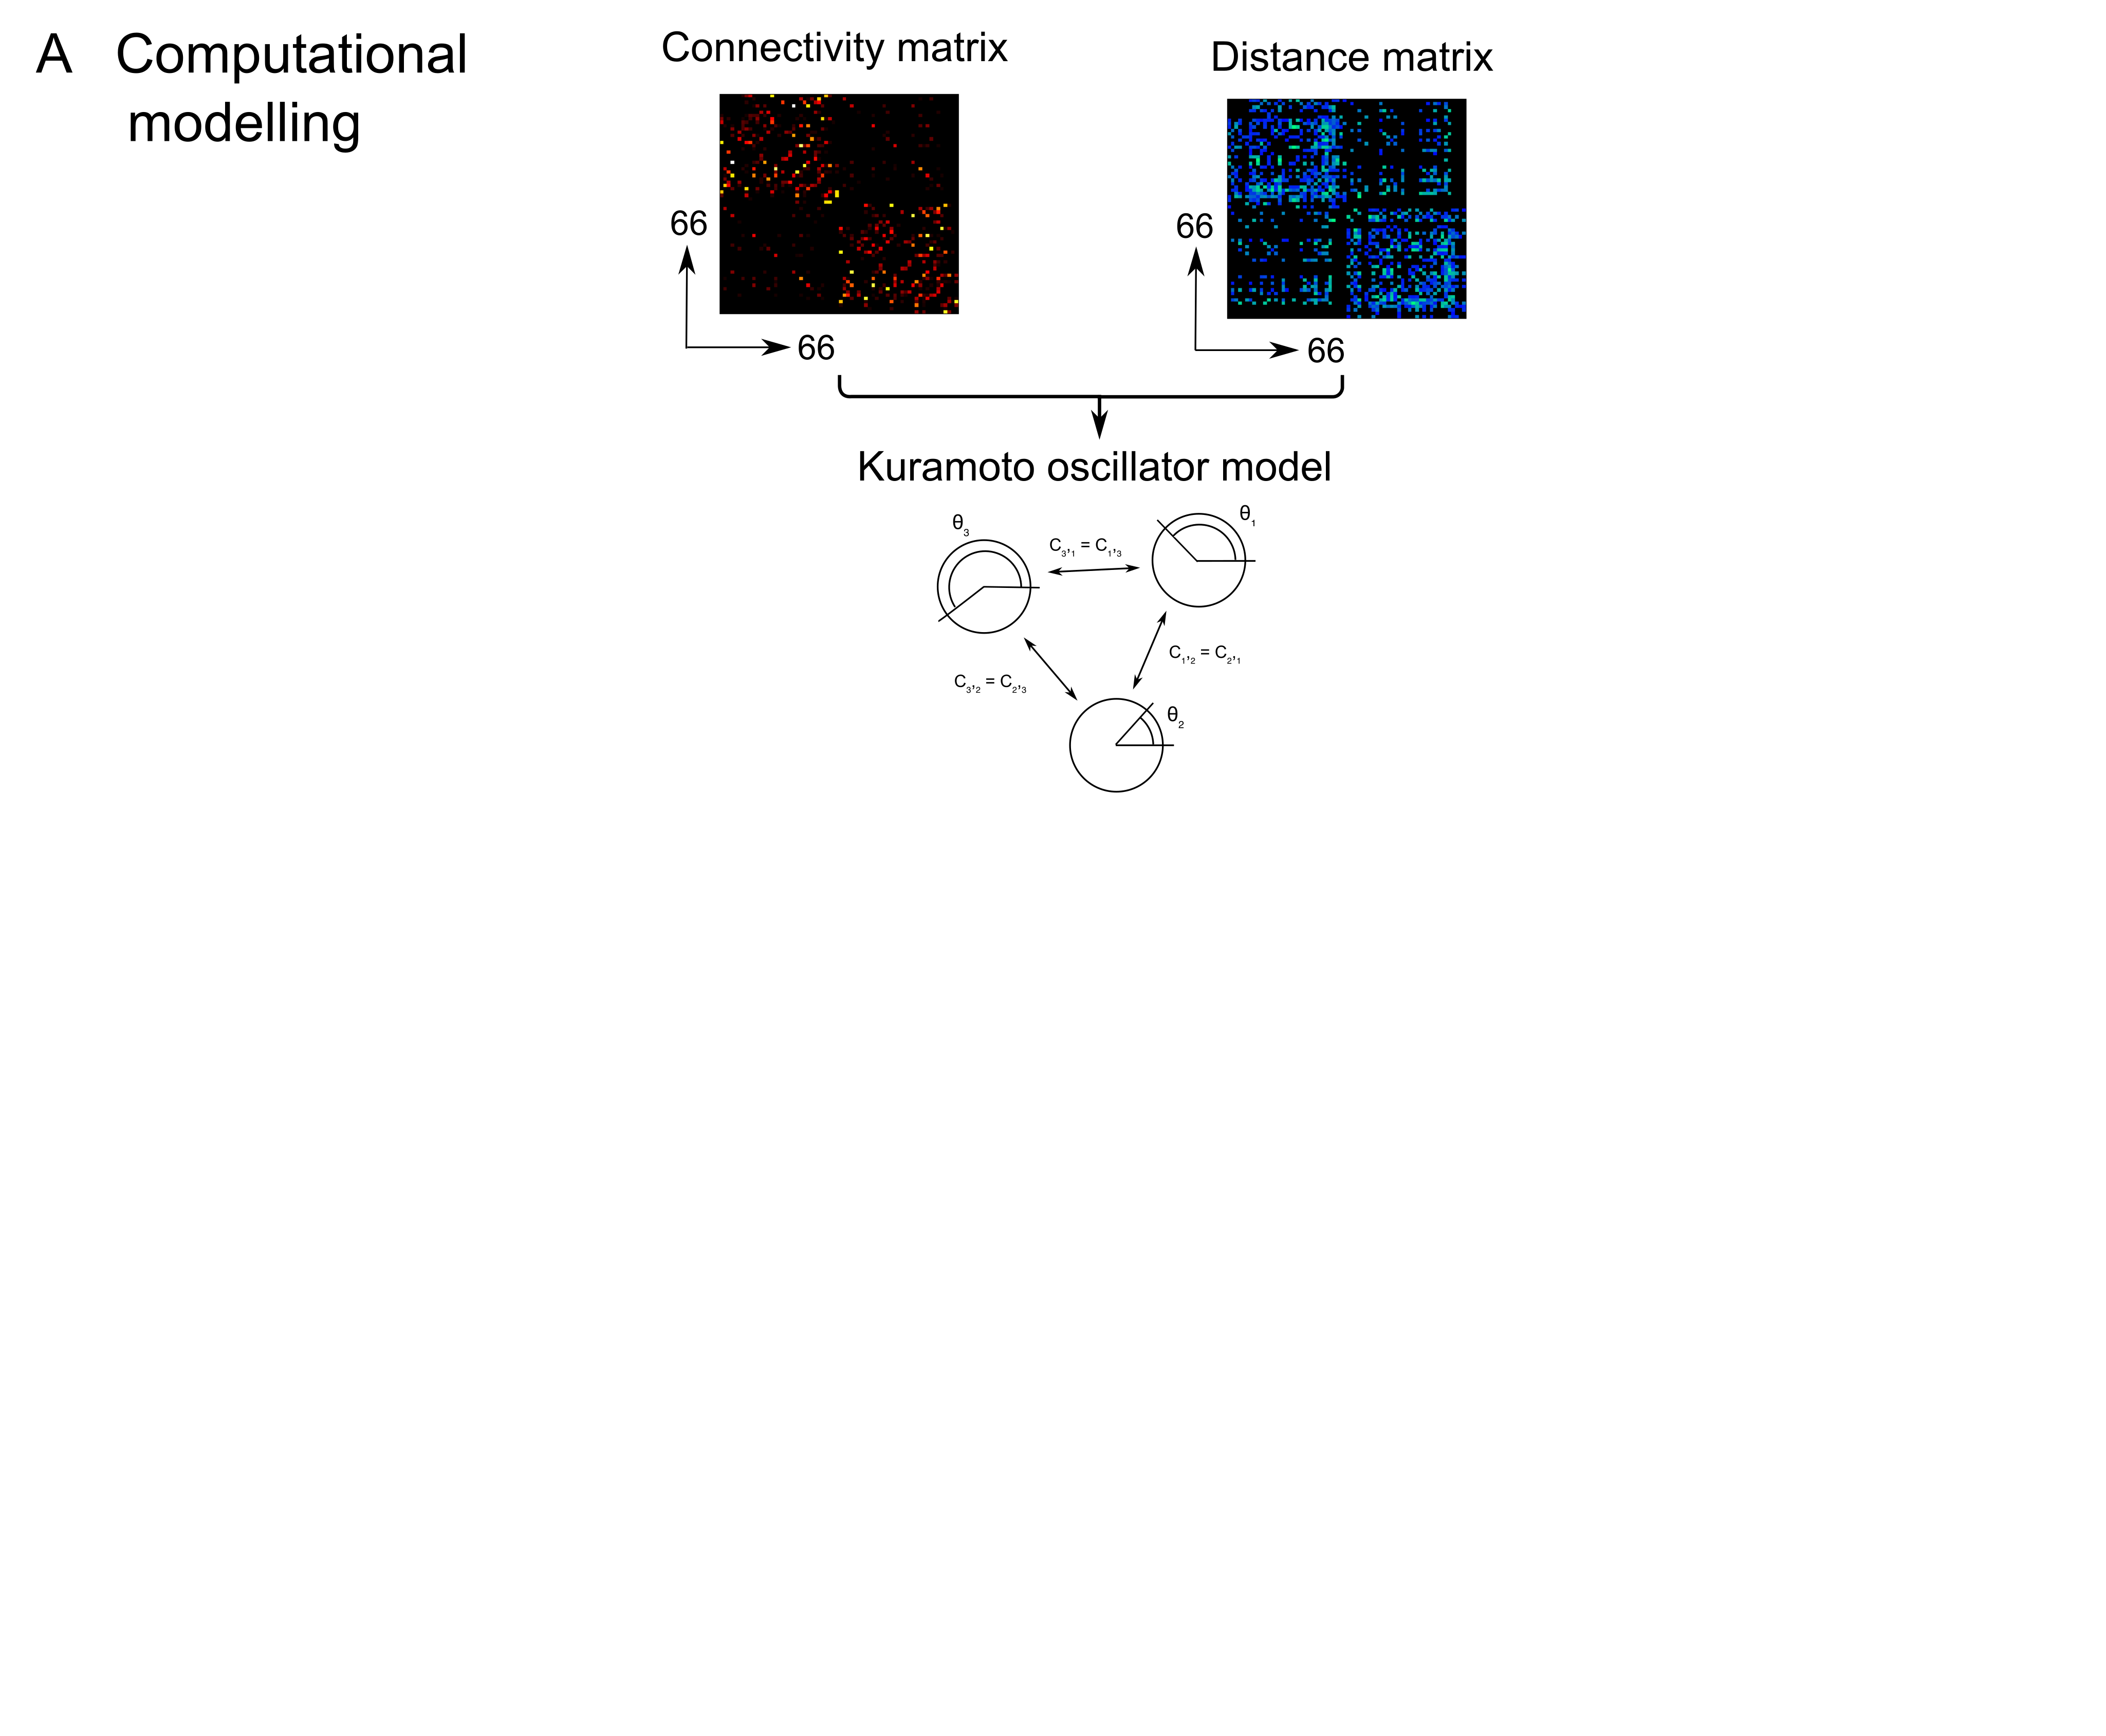 A Computational
modelling
Connectivity matrix
Distance matrix
66
66
66
66
Kuramoto oscillator model
θ3
C3,1 = C1,3
θ1
C1,2 = C2,1
C3,2 = C2,3
θ2